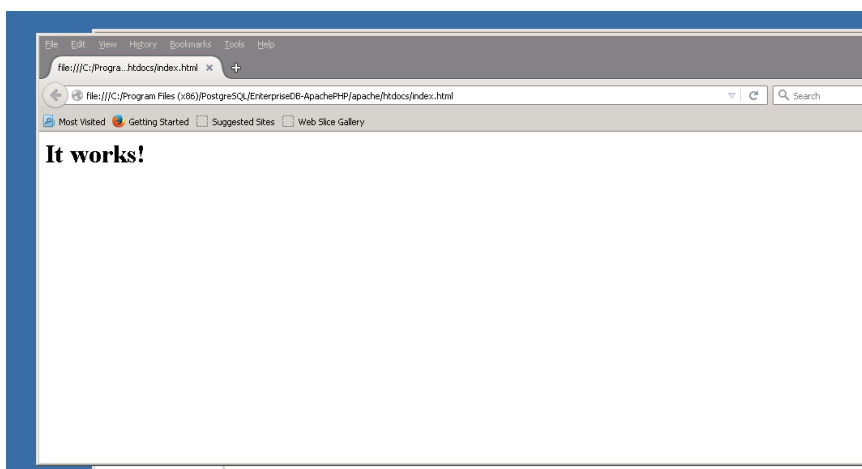 File Edit View History Bookmarks Tools Help
file:///C:/Progra...htdocs/index.html
file:///C:/Program Files (x86)/PostgreSQL/EnterpriseDB-ApachePHP/apache/htdocs/index.html Search
Most Visited Getting Started Suggested Sites Web Slice Gallery
It works!